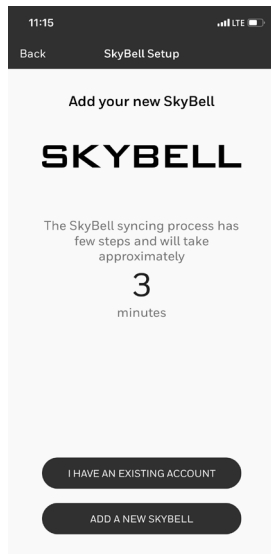 11:15
LTE
Back
SkyBell Setup
Add your new SkyBell
SKYBELL
The SkyBell syncing process has
few steps and will take
approximately
3
minutes
I HAVE AN EXISTING ACCOUNT
ADD A NEW SKYBELL